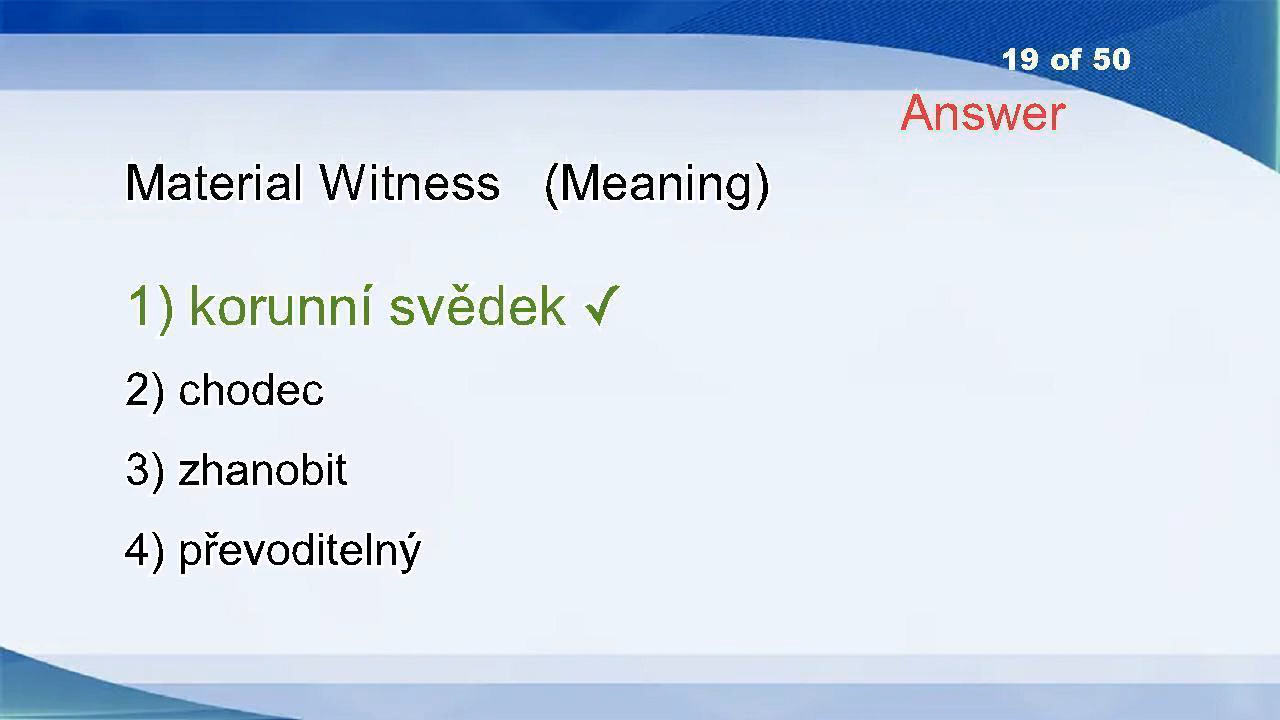 19 of 50
Answer
Material Witness (Meaning)
1) korunní svědek ✓
2) chodec
3) zhanobit
4) převoditelný